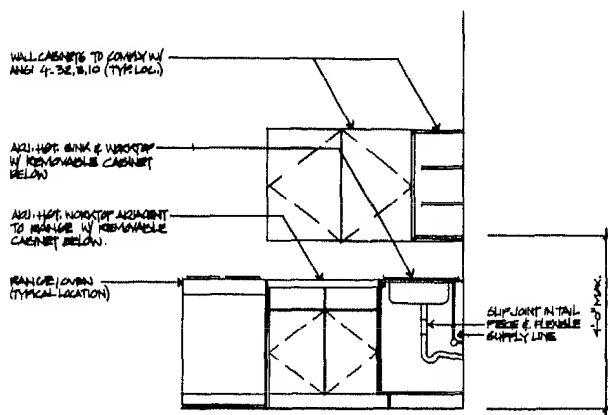 WALL CABINETS TO COMPLY W/
ANSI 4-32.5.10 (TYP. LOC.)
ADJ. HGT. SINK & WORKTOP
W/ REMOVABLE CABINET
BELOW
ADJ. HGT. WORKTOP ADJACENT
TO RANGE W/ REMOVABLE
CABINET BELOW.
RANGE/OVEN
(TYPICAL LOCATION)
SLIP JOINT IN TAIL
PIECE & FLEXIBLE
SUPPLY LINE
4'-0" MAX.